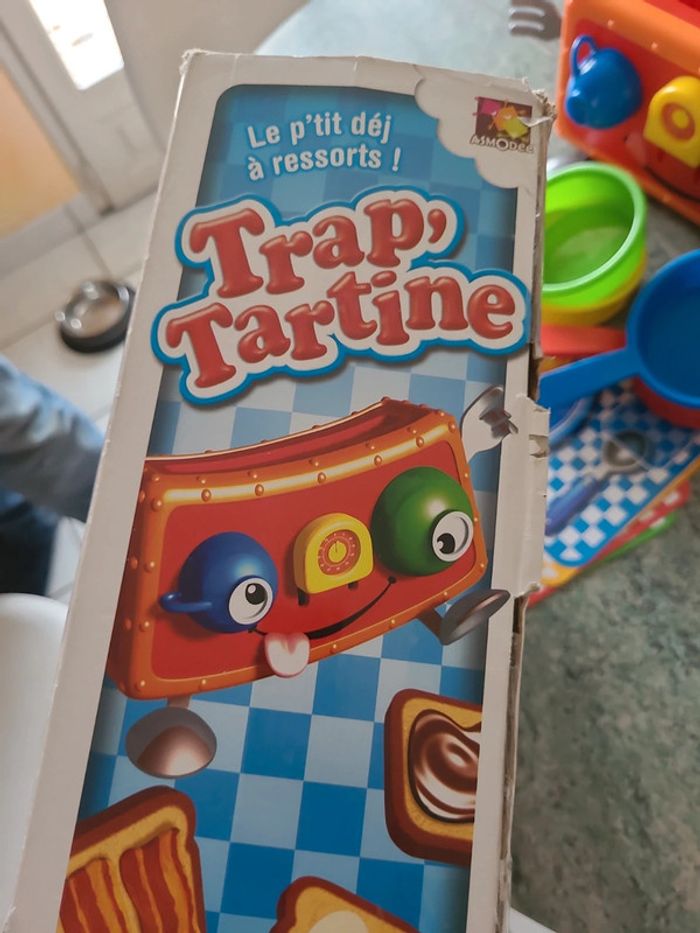 Le p'tit déj
à ressorts !
ASMODee
Trap,
Tartine